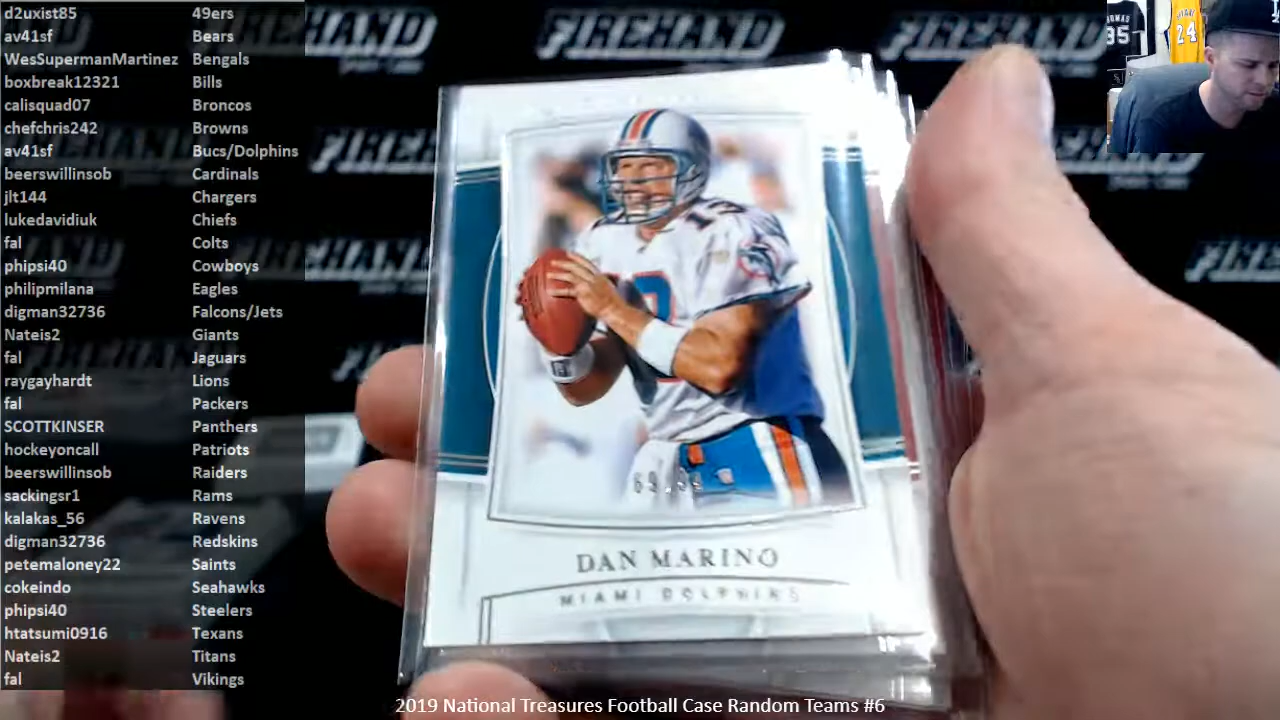 d2uxist85 49ers
av41sf Bears
WesSupermanMartinez Bengals
boxbreak12321 Bills
calisquad07 Broncos
chefchris242 Browns
av41sf Bucs/Dolphins
beerswillinsob Cardinals
jlt144 Chargers
lukedavidiuk Chiefs
fal Colts
phipsi40 Cowboys
philipmilana Eagles
digman32736 Falcons/Jets
Nateis2 Giants
fal Jaguars
raygayhardt Lions
fal Packers
SCOTTKINSER Panthers
hockeyoncall Patriots
beerswillinsob Raiders
sackingsr1 Rams
kalakas_56 Ravens
digman32736 Redskins
petemaloney22 Saints
cokeindo Seahawks
phipsi40 Steelers
htatsumi0916 Texans
Nateis2 Titans
fal Vikings
FIREHAND
FIREHAND
FIREHAND
DAN MARINO
MIAMI DOLPHINS
24
2019 National Treasures Football Case Random Teams #6